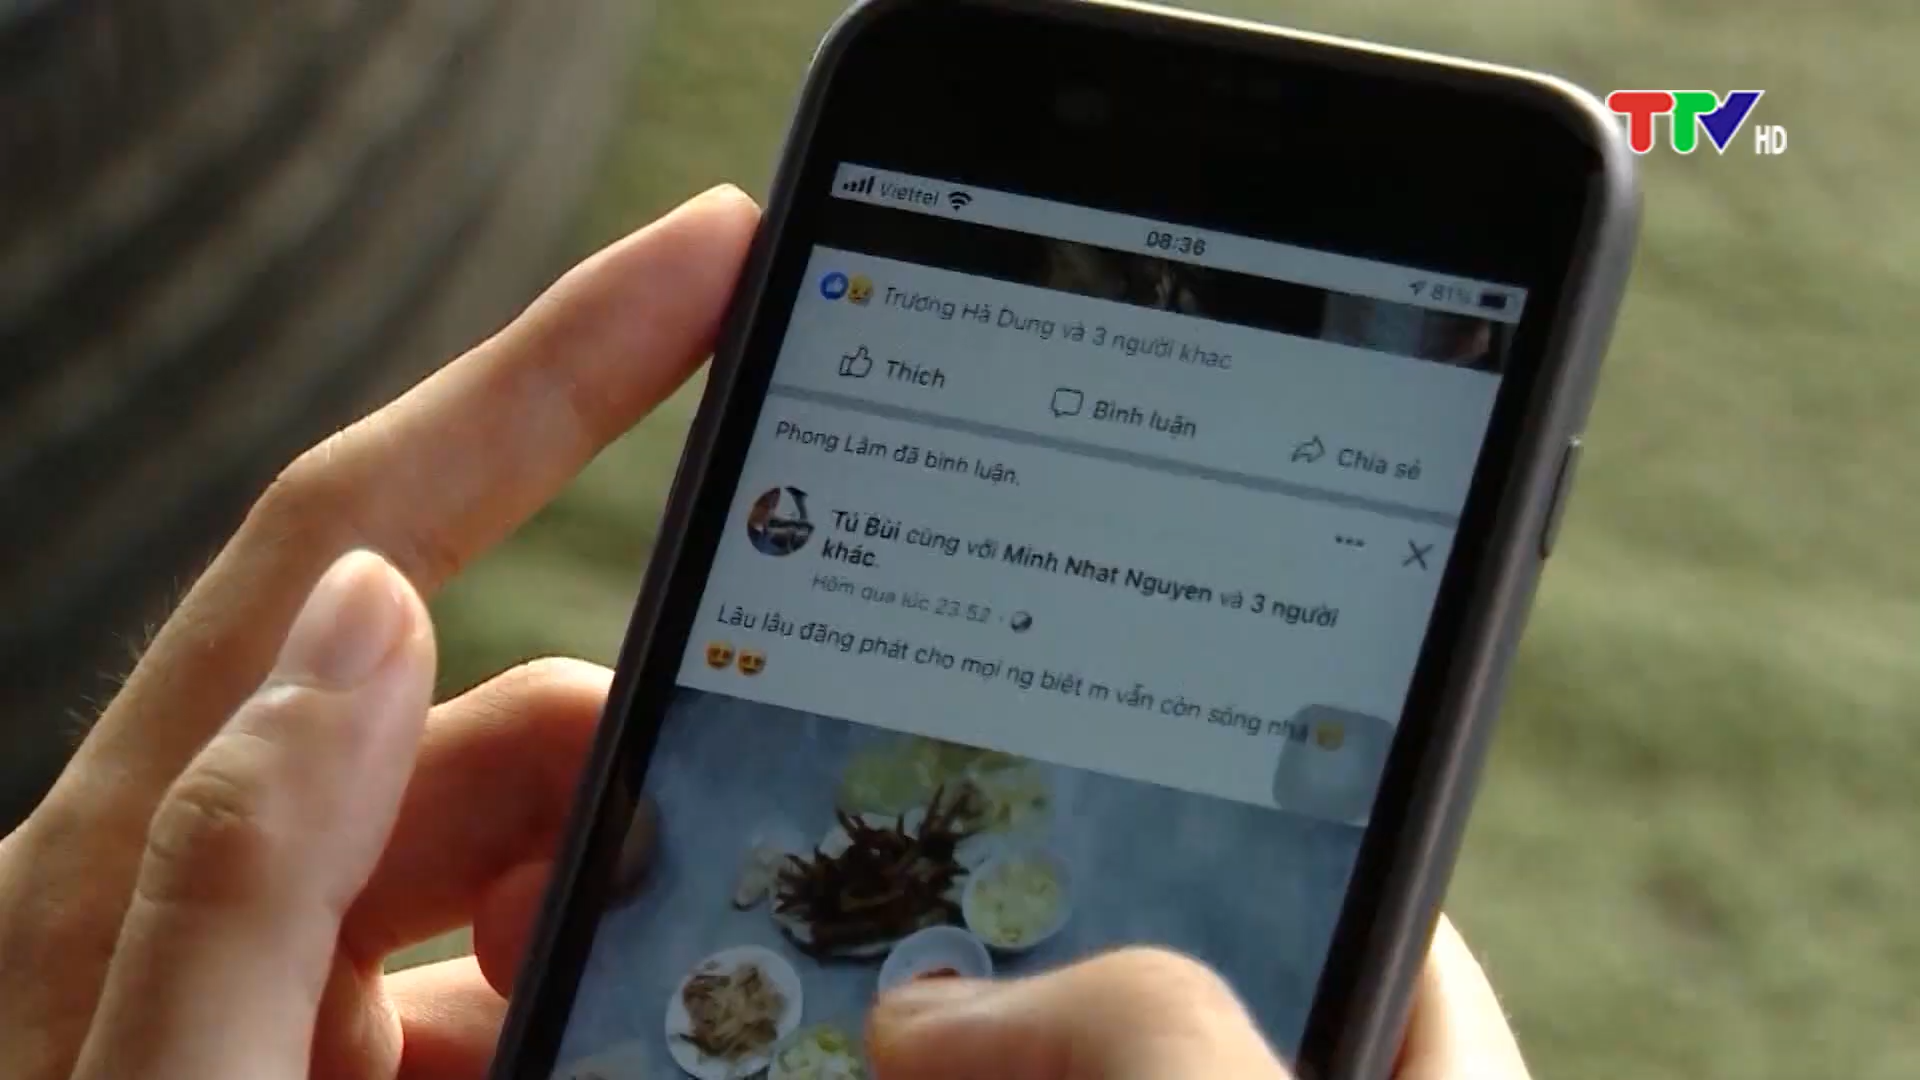 TTV HD
Viettel
08:36
81%
Trương Hà Dung và 3 người khác
Thích
Bình luận
Chia sẻ
Phong Lâm đã bình luận.
Tú Bùi cùng với Minh Nhat Nguyen và 3 người
khác.
Hôm qua lúc 23:52 ·
Lâu lâu đăng phát cho mọi ng biệt m vẫn còn sống nhá